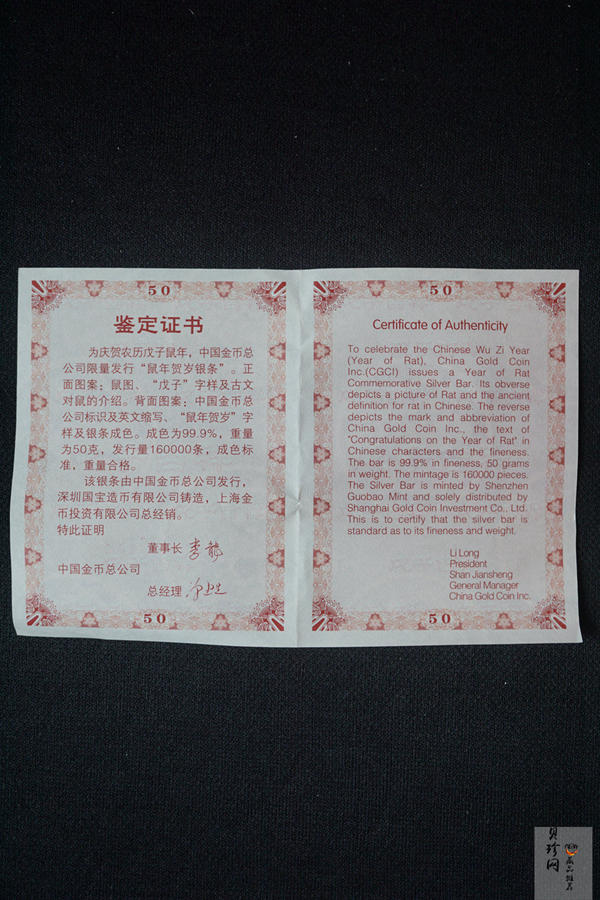 50
鉴定证书
为庆贺农历戊子鼠年，中国金币总
公司限量发行“鼠年贺岁银条”。正
面图案：鼠图、“戊子”字样及古文
对鼠的介绍。背面图案：中国金币总
公司标识及英文缩写、“鼠年贺岁”字
样及银条成色。成色为99.9%，重量
为50克，发行量160000条，成色标
准，重量合格。
该银条由中国金币总公司发行，
深圳国宝造币有限公司铸造，上海金
币投资有限公司总经销。
特此证明
董事长 李龍
中国金币总公司
总经理
50
50
Certificate of Authenticity
To celebrate the Chinese Wu Zi Year
(Year of Rat), China Gold Coin
Inc.(CGCI) issues a Year of Rat
Commemorative Silver Bar. Its obverse
depicts a picture of Rat and the ancient
definition for rat in Chinese. The reverse
depicts the mark and abbreviation of
China Gold Coin Inc., the text of
"Congratulations on the Year of Rat" in
Chinese characters and the fineness.
The bar is 99.9% in fineness, 50 grams
in weight. The mintage is 160000 pieces.
The Silver Bar is minted by Shenzhen
Guobao Mint and solely distributed by
Shanghai Gold Coin Investment Co., Ltd.
This is to certify that the silver bar is
standard as to its fineness and weight.
Li Long
President
Shan Jiansheng
General Manager
China Gold Coin Inc.
50
贝珍网